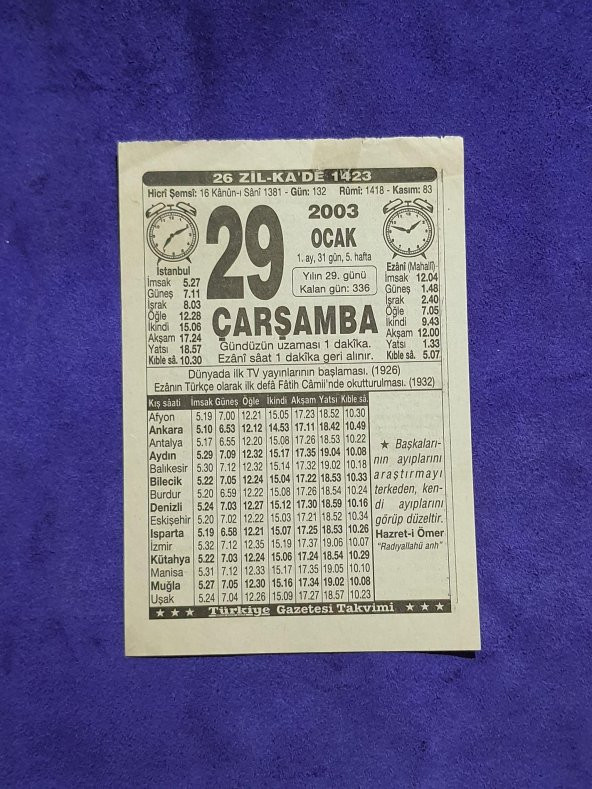 26 ZİL-KA'DE 1423
Hicrî Şemsî: 16 Kânûn-ı Sânî 1381 - Gün: 132 Rûmî: 1418 - Kasım: 83
2003
29
OCAK
1. ay, 31 gün, 5. hafta
Yılın 29. günü
Kalan gün: 336
ÇARŞAMBA
Gündüzün uzaması 1 dakîka.
Ezânî sâat 1 dakîka geri alınır.
İstanbul
İmsak 5.27
Güneş 7.11
İşrak 8.03
Öğle 12.28
İkindi 15.06
Akşam 17.24
Yatsı 18.57
Kıble sâ. 10.30
Ezânî (Mahallî)
İmsak 12.04
Güneş 1.48
İşrak 2.40
Öğle 7.05
İkindi 9.43
Akşam 12.00
Yatsı 1.33
Kıble sâ. 5.07
Dünyada ilk TV yayınlarının başlaması. (1926)
Ezânın Türkçe olarak ilk defâ Fâtih Câmii'nde okutturulması. (1932)
Kış sâati İmsak Güneş Öğle İkindi Akşam Yatsı Kıble sâ.
Afyon 5.19 7.00 12.21 15.05 17.23 18.52 10.30
Ankara 5.10 6.53 12.12 14.53 17.11 18.42 10.49
Antalya 5.17 6.55 12.20 15.08 17.26 18.53 10.22
Aydın 5.29 7.09 12.32 15.17 17.35 19.04 10.08
Balıkesir 5.30 7.12 12.32 15.14 17.32 19.02 10.18
Bilecik 5.22 7.05 12.24 15.04 17.22 18.53 10.33
Burdur 5.20 6.59 12.22 15.08 17.26 18.54 10.24
Denizli 5.24 7.03 12.27 15.12 17.30 18.59 10.16
Eskişehir 5.20 7.02 12.22 15.03 17.21 18.52 10.34
Isparta 5.19 6.58 12.21 15.07 17.25 18.53 10.26
İzmir 5.32 7.12 12.35 15.19 17.37 19.06 10.07
Kütahya 5.22 7.03 12.24 15.06 17.24 18.54 10.29
Manisa 5.31 7.12 12.33 15.17 17.35 19.05 10.10
Muğla 5.27 7.05 12.30 15.16 17.34 19.02 10.08
Uşak 5.24 7.04 12.26 15.09 17.27 18.57 10.23
★ Başkaları-
nın ayıplarını
araştırmayı
terkeden, ken-
di ayıplarını
görüp düzeltir.
Hazret-i Ömer
"Radıyallahü anh"
★ ★ ★ Türkiye Gazetesi Takvimi ★ ★ ★